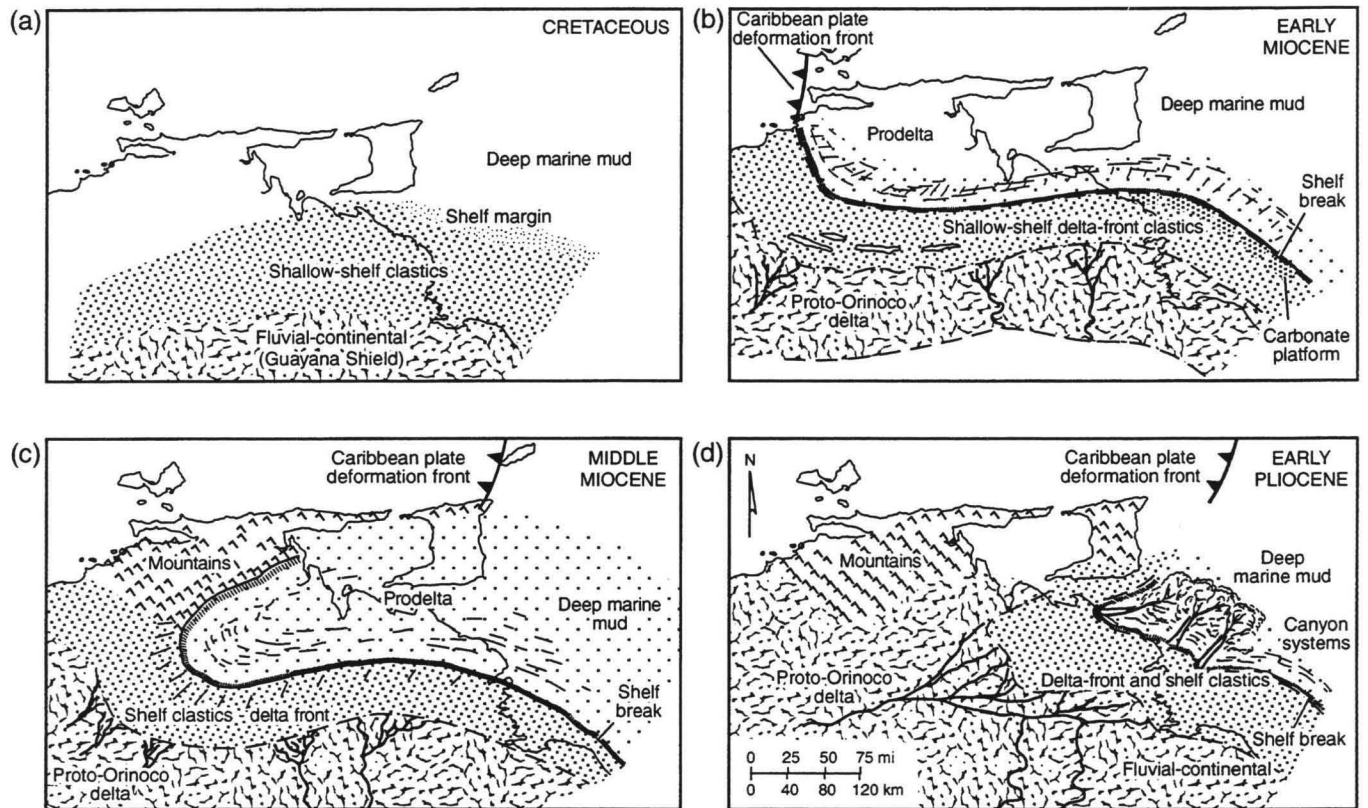 (a)
CRETACEOUS
Deep marine mud
Shelf margin
Shallow-shelf clastics
Fluvial-continental
(Guayana Shield)
(b)
Caribbean plate
deformation front
EARLY
MIOCENE
Deep marine mud
Prodelta
Shelf
break
Shallow-shelf delta-front clastics
Proto-Orinoco
delta
Carbonate
platform
(c)
Caribbean plate
deformation front
MIDDLE
MIOCENE
Mountains
Prodelta
Deep marine
mud
Shelf
break
Shelf clastics - delta front
Proto-Orinoco
delta
(d)
N
Caribbean plate
deformation front
EARLY
PLIOCENE
Mountains
Deep
marine mud
Canyon
systems
Proto-Orinoco
delta
Delta-front and shelf clastics
Shelf break
Fluvial-continental
0 25 50 75 mi
0 40 80 120 km